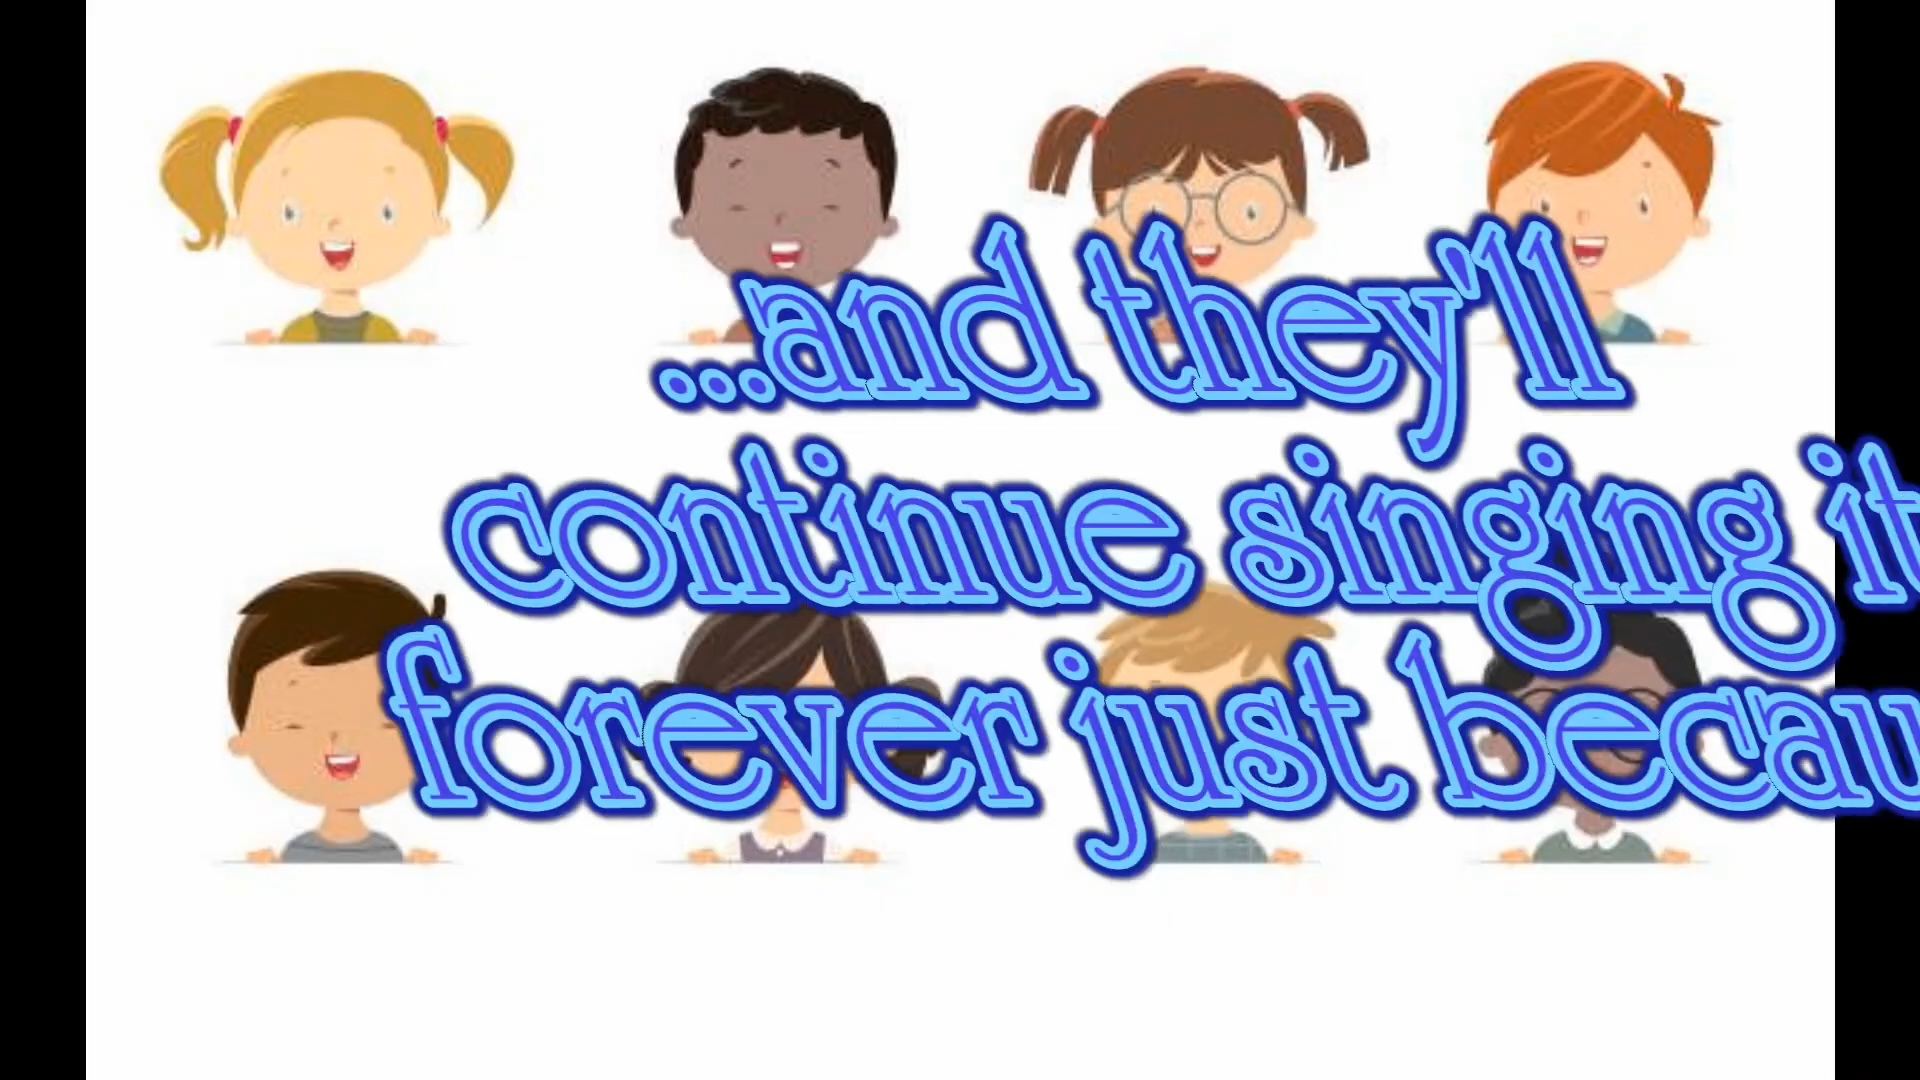 ...and they'll
continue singing it
forever just becau